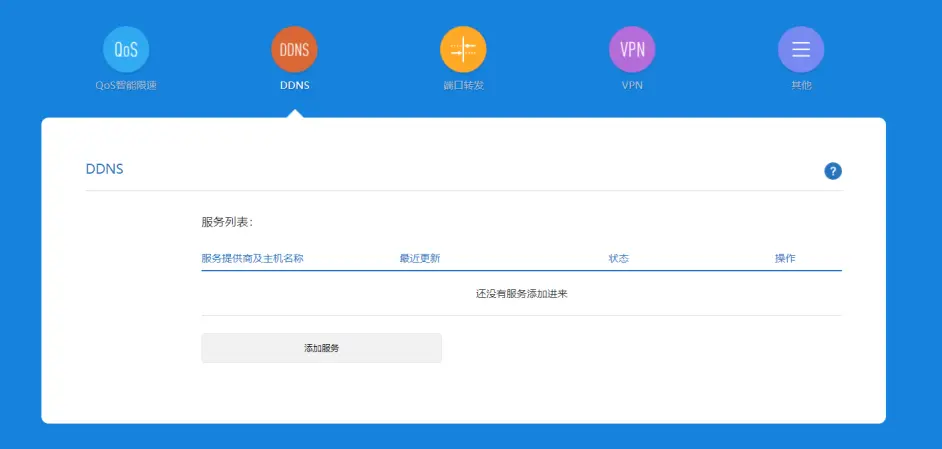 QoS DDNS VPN
QoS智能限速 DDNS 端口转发 VPN 其他
DDNS
?
服务列表：
服务提供商及主机名称 最近更新 状态 操作
还没有服务添加进来
添加服务